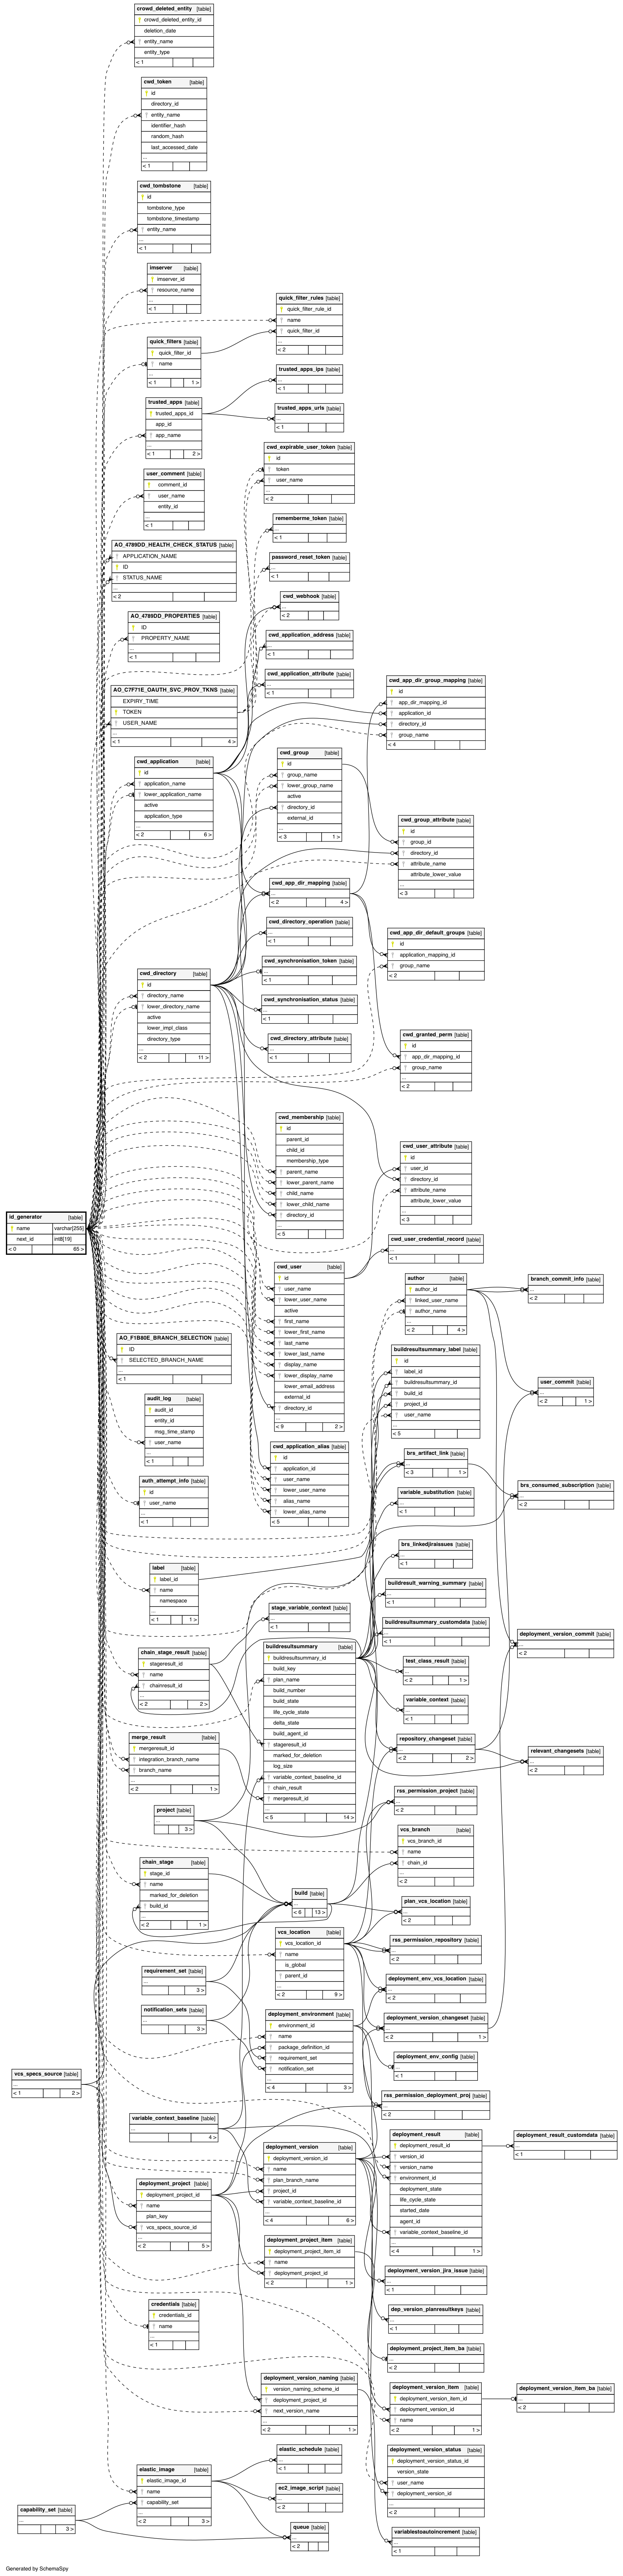 crowd_deleted_entity [table]
crowd_deleted_entity_id
deletion_date
entity_name
entity_type
< 1
cwd_token [table]
id
directory_id
entity_name
identifier_hash
random_hash
last_accessed_date
...
< 1
cwd_tombstone [table]
id
tombstone_type
tombstone_timestamp
entity_name
...
< 1
imserver [table]
imserver_id
resource_name
...
< 1
quick_filters [table]
quick_filter_id
name
...
< 1 1 >
trusted_apps [table]
trusted_apps_id
app_id
app_name
...
< 1 2 >
user_comment [table]
comment_id
user_name
entity_id
...
< 1
AO_4789DD_HEALTH_CHECK_STATUS [table]
APPLICATION_NAME
ID
STATUS_NAME
...
< 2
AO_4789DD_PROPERTIES [table]
ID
PROPERTY_NAME
...
< 1
AO_C7F71E_OAUTH_SVC_PROV_TKNS [table]
EXPIRY_TIME
TOKEN
USER_NAME
...
< 1 4 >
cwd_application [table]
id
application_name
lower_application_name
active
application_type
...
< 2 6 >
cwd_directory [table]
id
directory_name
lower_directory_name
active
lower_impl_class
directory_type
...
< 2 11 >
id_generator [table]
name varchar[255]
next_id int8[19]
< 0 65 >
AO_F1B80E_BRANCH_SELECTION [table]
ID
SELECTED_BRANCH_NAME
...
< 1
audit_log [table]
audit_id
entity_id
msg_time_stamp
user_name
...
< 1
auth_attempt_info [table]
id
user_name
...
< 1
label [table]
label_id
name
namespace
< 1 1 >
chain_stage_result [table]
stageresult_id
name
chainresult_id
...
< 2 2 >
merge_result [table]
mergeresult_id
integration_branch_name
branch_name
...
< 2 1 >
project [table]
...
3 >
chain_stage [table]
stage_id
name
marked_for_deletion
build_id
...
< 2 1 >
requirement_set [table]
...
3 >
notification_sets [table]
...
3 >
vcs_specs_source [table]
...
< 1 2 >
variable_context_baseline [table]
...
4 >
deployment_project [table]
deployment_project_id
name
plan_key
vcs_specs_source_id
...
< 2 5 >
credentials [table]
credentials_id
name
...
< 1
elastic_image [table]
elastic_image_id
name
capability_set
...
< 2 3 >
capability_set [table]
...
3 >
quick_filter_rules [table]
quick_filter_rule_id
name
quick_filter_id
...
< 2
trusted_apps_ips [table]
...
< 1
trusted_apps_urls [table]
...
< 1
cwd_expirable_user_token [table]
id
token
user_name
...
< 2
rememberme_token [table]
...
< 1
password_reset_token [table]
...
< 1
cwd_webhook [table]
...
< 2
cwd_application_address [table]
...
< 1
cwd_application_attribute [table]
...
< 1
cwd_group [table]
id
group_name
lower_group_name
active
directory_id
external_id
...
< 3 1 >
cwd_app_dir_mapping [table]
...
< 2 4 >
cwd_directory_operation [table]
...
< 1
cwd_synchronisation_token [table]
...
< 1
cwd_synchronisation_status [table]
...
< 1
cwd_directory_attribute [table]
...
< 1
cwd_membership [table]
id
parent_id
child_id
membership_type
parent_name
lower_parent_name
child_name
lower_child_name
directory_id
...
< 5
cwd_user [table]
id
user_name
lower_user_name
active
first_name
lower_first_name
last_name
lower_last_name
display_name
lower_display_name
lower_email_address
external_id
directory_id
...
< 9 2 >
cwd_application_alias [table]
id
application_id
user_name
lower_user_name
alias_name
lower_alias_name
< 5
stage_variable_context [table]
...
< 1
buildresultsummary [table]
buildresultsummary_id
build_key
plan_name
build_number
build_state
life_cycle_state
delta_state
build_agent_id
stageresult_id
marked_for_deletion
log_size
variable_context_baseline_id
chain_result
mergeresult_id
...
< 5 14 >
build [table]
...
< 6 13 >
vcs_location [table]
vcs_location_id
name
is_global
parent_id
...
< 2 9 >
deployment_environment [table]
environment_id
name
package_definition_id
requirement_set
notification_set
...
< 4 3 >
deployment_version [table]
deployment_version_id
name
plan_branch_name
project_id
variable_context_baseline_id
...
< 4 6 >
deployment_project_item [table]
deployment_project_item_id
name
deployment_project_id
< 2 1 >
deployment_version_naming [table]
version_naming_scheme_id
deployment_project_id
next_version_name
...
< 2 1 >
elastic_schedule [table]
...
< 1
ec2_image_script [table]
...
< 2
queue [table]
...
< 2
cwd_app_dir_group_mapping [table]
id
app_dir_mapping_id
application_id
directory_id
group_name
< 4
cwd_group_attribute [table]
id
group_id
directory_id
attribute_name
attribute_lower_value
...
< 3
cwd_app_dir_default_groups [table]
id
application_mapping_id
group_name
< 2
cwd_granted_perm [table]
id
app_dir_mapping_id
group_name
...
< 2
cwd_user_attribute [table]
id
user_id
directory_id
attribute_name
attribute_lower_value
...
< 3
cwd_user_credential_record [table]
...
< 1
author [table]
author_id
linked_user_name
author_name
...
< 2 4 >
buildresultsummary_label [table]
id
label_id
buildresultsummary_id
build_id
project_id
user_name
...
< 5
brs_artifact_link [table]
...
< 3 1 >
variable_substitution [table]
...
< 1
brs_linkedjiraissues [table]
...
< 1
buildresult_warning_summary [table]
...
< 1
buildresultsummary_customdata [table]
...
< 1
test_class_result [table]
...
< 2 1 >
variable_context [table]
...
< 1
repository_changeset [table]
...
< 2 2 >
rss_permission_project [table]
...
< 2
vcs_branch [table]
vcs_branch_id
name
chain_id
...
< 2
plan_vcs_location [table]
...
< 2
rss_permission_repository [table]
...
< 2
deployment_env_vcs_location [table]
...
< 2
deployment_version_changeset [table]
...
< 2 1 >
deployment_env_config [table]
...
< 1
rss_permission_deployment_proj [table]
...
< 2
deployment_result [table]
deployment_result_id
version_id
version_name
environment_id
deployment_state
life_cycle_state
started_date
agent_id
variable_context_baseline_id
...
< 4 1 >
deployment_version_jira_issue [table]
...
< 1
dep_version_planresultkeys [table]
...
< 1
deployment_project_item_ba [table]
...
< 2
deployment_version_item [table]
deployment_version_item_id
deployment_version_id
name
< 2 1 >
deployment_version_status [table]
deployment_version_status_id
version_state
user_name
deployment_version_id
...
< 2
variablestoautoincrement [table]
...
< 1
branch_commit_info [table]
...
< 2
user_commit [table]
...
< 2 1 >
brs_consumed_subscription [table]
...
< 2
deployment_version_commit [table]
...
< 2
relevant_changesets [table]
...
< 2
deployment_result_customdata [table]
...
< 1
deployment_version_item_ba [table]
...
< 2
Generated by SchemaSpy